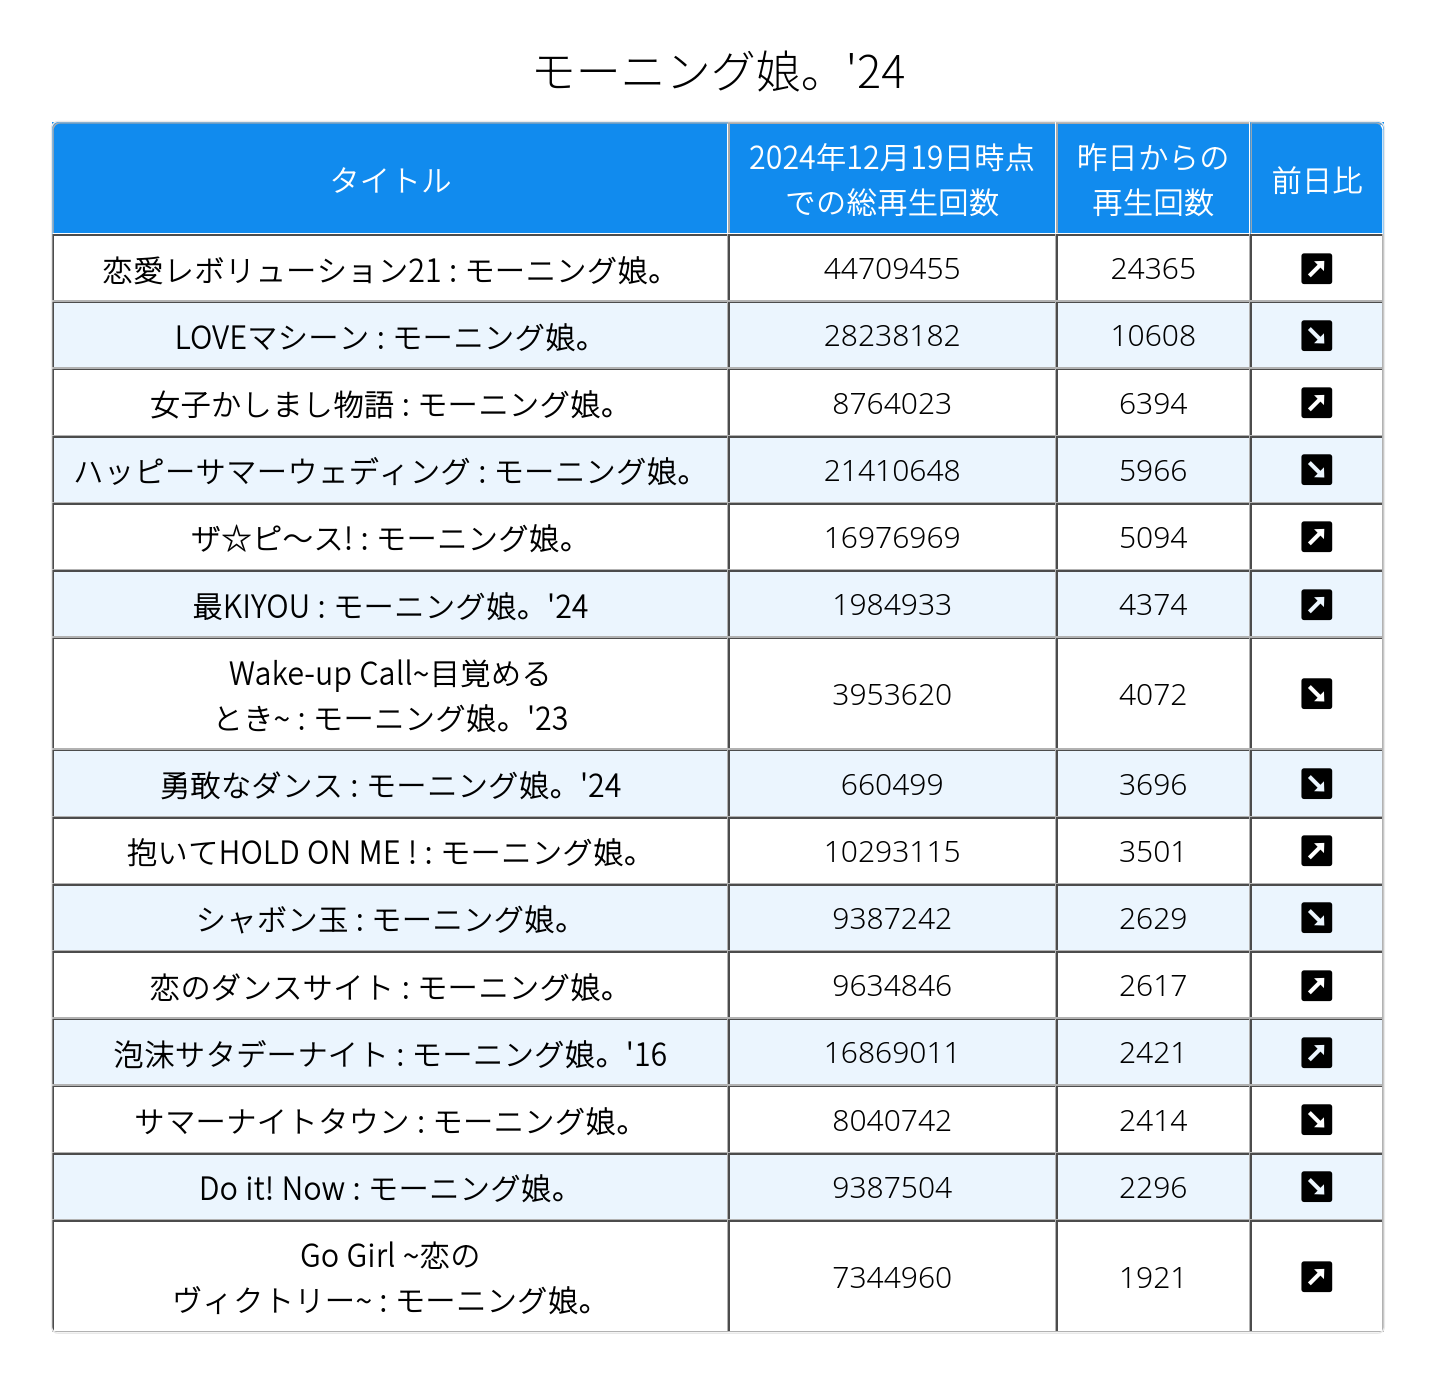 モーニング娘。'24
タイトル
2024年12月19日時点
での総再生回数
昨日からの
再生回数
前日比
恋愛レボリューション21 : モーニング娘。
44709455
24365
LOVEマシーン : モーニング娘。
28238182
10608
女子かしまし物語 : モーニング娘。
8764023
6394
ハッピーサマーウェディング : モーニング娘。
21410648
5966
ザ☆ピ〜ス! : モーニング娘。
16976969
5094
最KIYOU : モーニング娘。'24
1984933
4374
Wake-up Call~目覚める
とき~ : モーニング娘。'23
3953620
4072
勇敢なダンス : モーニング娘。'24
660499
3696
抱いてHOLD ON ME ! : モーニング娘。
10293115
3501
シャボン玉 : モーニング娘。
9387242
2629
恋のダンスサイト : モーニング娘。
9634846
2617
泡沫サタデーナイト : モーニング娘。'16
16869011
2421
サマーナイトタウン : モーニング娘。
8040742
2414
Do it! Now : モーニング娘。
9387504
2296
Go Girl ~恋の
ヴィクトリー~ : モーニング娘。
7344960
1921